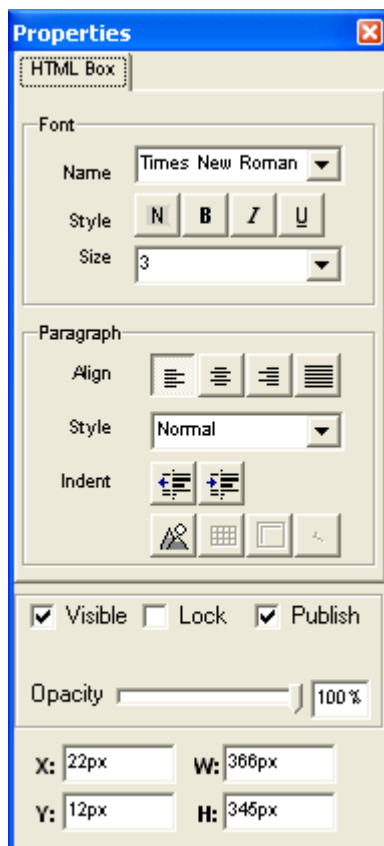 Properties
HTML Box
Font
Name Times New Roman
Style N B I U
Size 3
Paragraph
Align
Style Normal
Indent
Visible Lock Publish
Opacity 100%
X: 22px W: 366px
Y: 12px H: 345px